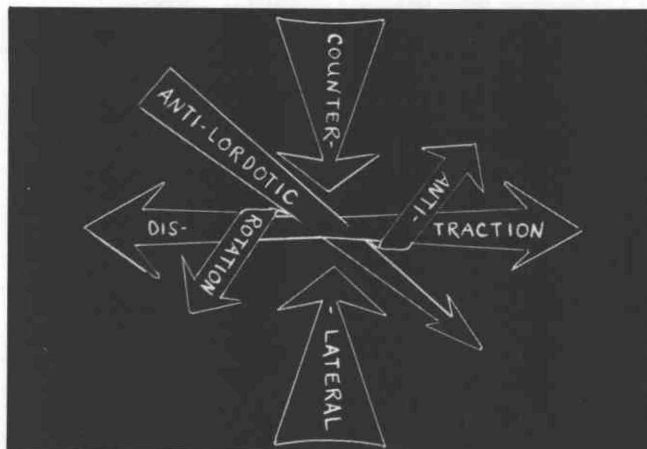 COUNTER-
ANTI-LORDOTIC
ANTI-
DIS-
ROTATION
TRACTION
- LATERAL